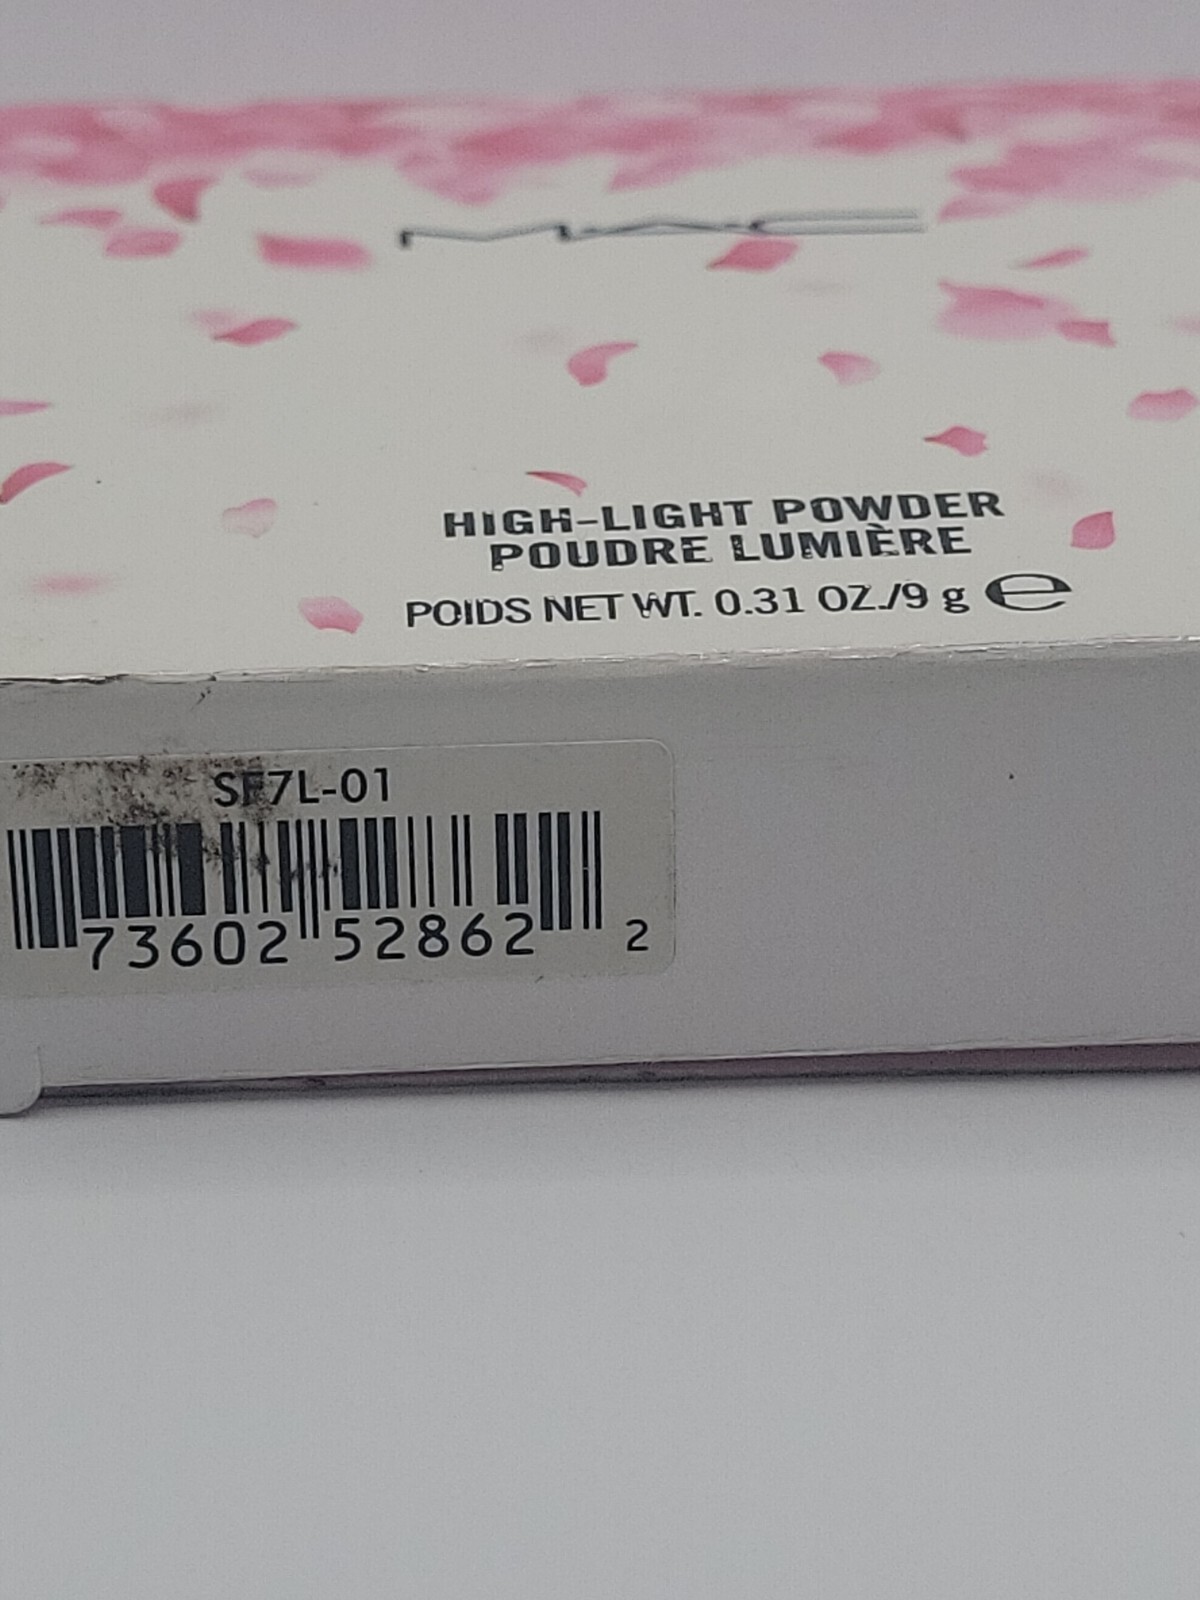 MAC
HIGH-LIGHT POWDER
POUDRE LUMIÈRE
POIDS NET WT. 0.31 OZ./9 g e
SF7L-01
73602 52862 2